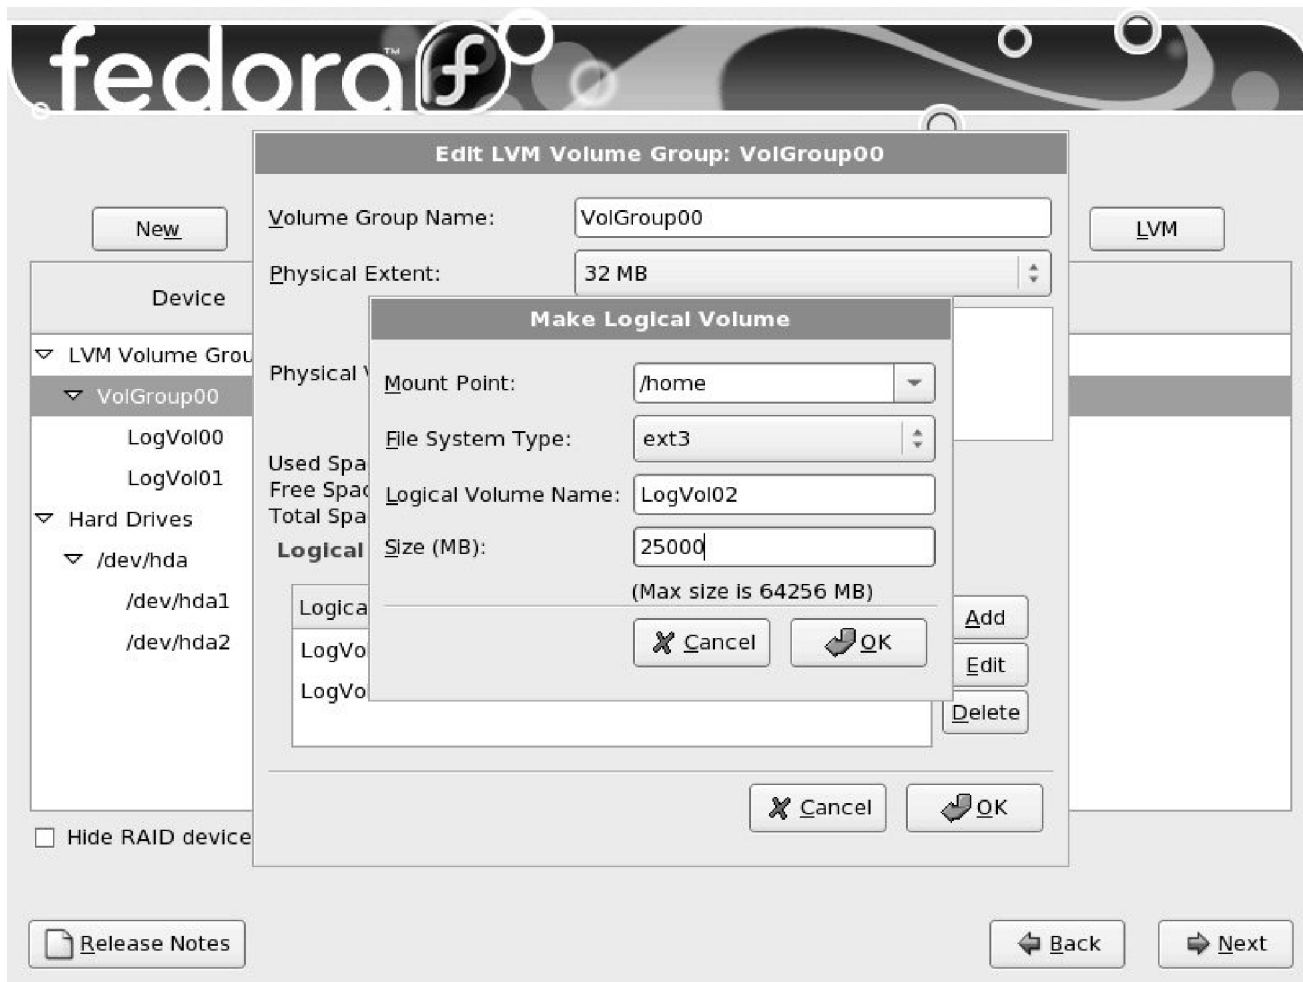 fedora™
Edit LVM Volume Group: VolGroup00
New
Volume Group Name: VolGroup00
LVM
Physical Extent: 32 MB
Device
Make Logical Volume
LVM Volume Grou
Physical V
Mount Point: /home
VolGroup00
LogVol00
File System Type: ext3
Used Spa
LogVol01
Free Spac
Logical Volume Name: LogVol02
Total Spa
Hard Drives
Logical
Size (MB): 25000
/dev/hda
(Max size is 64256 MB)
/dev/hda1
Logica
Add
/dev/hda2
LogVo
Cancel
OK
Edit
LogVo
Delete
Cancel
OK
Hide RAID device
Release Notes
Back
Next